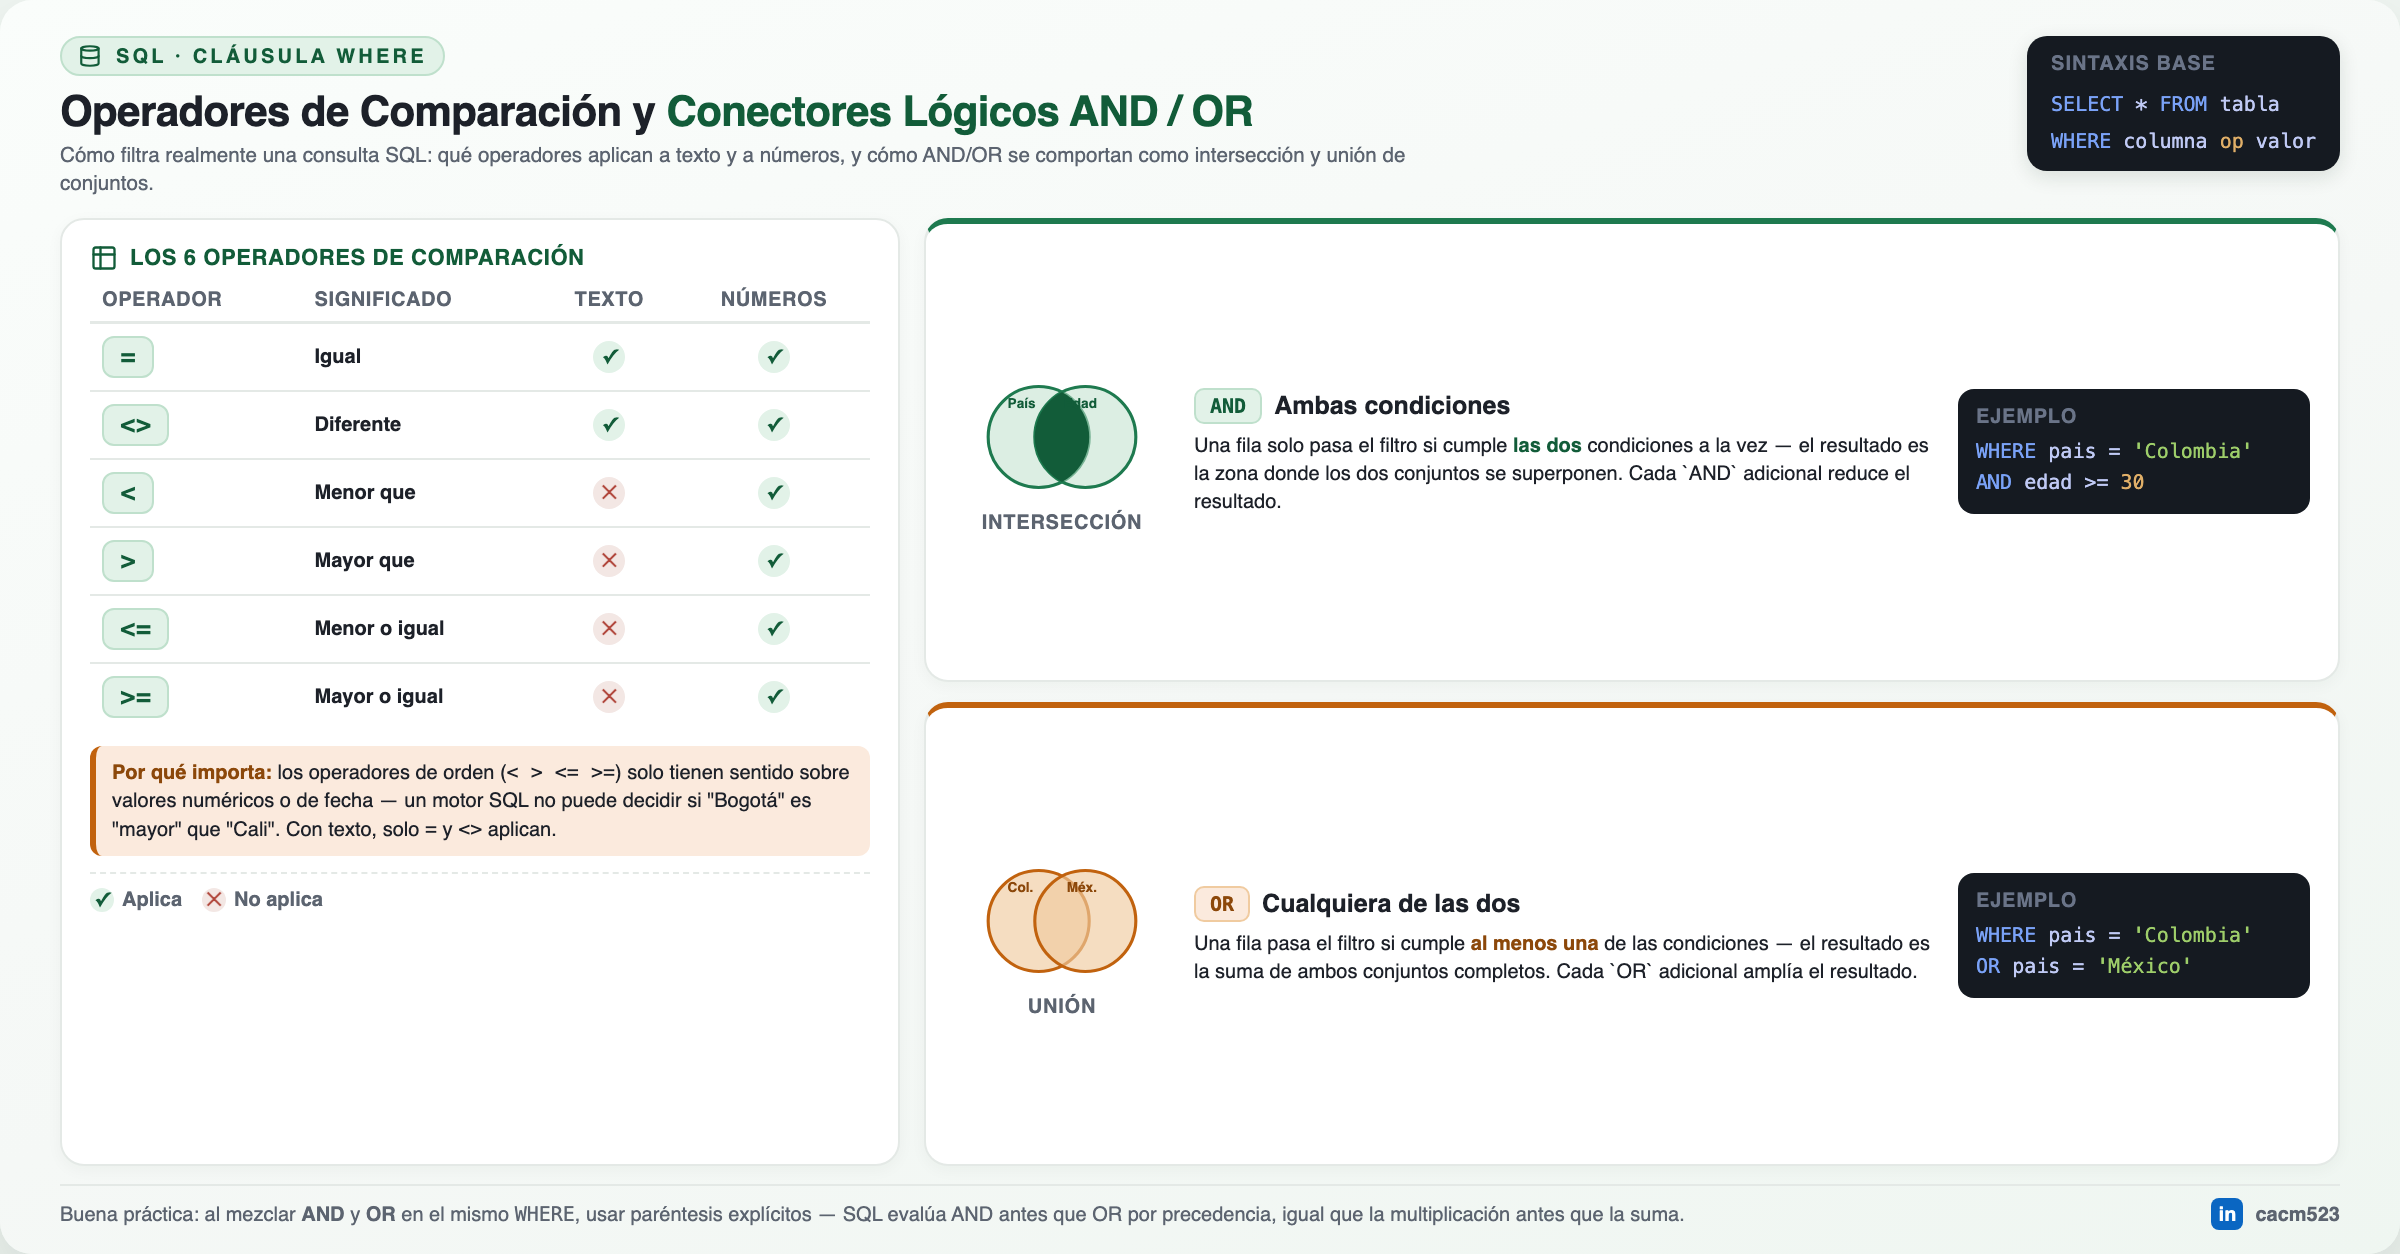 SQL · CLÁUSULA WHERE
Operadores de Comparación y Conectores Lógicos AND / OR
Cómo filtra realmente una consulta SQL: qué operadores aplican a texto y a números, y cómo AND/OR se comportan como intersección y unión de
conjuntos.
SINTAXIS BASE
SELECT * FROM tabla
WHERE columna op valor
LOS 6 OPERADORES DE COMPARACIÓN
OPERADOR SIGNIFICADO TEXTO NÚMEROS
= Igual ✓ ✓
<> Diferente ✓ ✓
< Menor que ✕ ✓
> Mayor que ✕ ✓
<= Menor o igual ✕ ✓
>= Mayor o igual ✕ ✓
Por qué importa: los operadores de orden (< > <= >=) solo tienen sentido sobre
valores numéricos o de fecha — un motor SQL no puede decidir si "Bogotá" es
"mayor" que "Cali". Con texto, solo = y <> aplican.
✓ Aplica ✕ No aplica
País dad
INTERSECCIÓN
AND Ambas condiciones
Una fila solo pasa el filtro si cumple las dos condiciones a la vez — el resultado es
la zona donde los dos conjuntos se superponen. Cada `AND` adicional reduce el
resultado.
EJEMPLO
WHERE pais = 'Colombia'
AND edad >= 30
Col. Méx.
UNIÓN
OR Cualquiera de las dos
Una fila pasa el filtro si cumple al menos una de las condiciones — el resultado es
la suma de ambos conjuntos completos. Cada `OR` adicional amplía el resultado.
EJEMPLO
WHERE pais = 'Colombia'
OR pais = 'México'
Buena práctica: al mezclar AND y OR en el mismo WHERE, usar paréntesis explícitos — SQL evalúa AND antes que OR por precedencia, igual que la multiplicación antes que la suma.
in cacm523